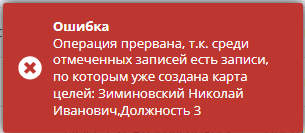 Ошибка
Операция прервана, т.к. среди
отмеченных записей есть записи,
по которым уже создана карта
целей: Зиминовский Николай
Иванович,Должность 3